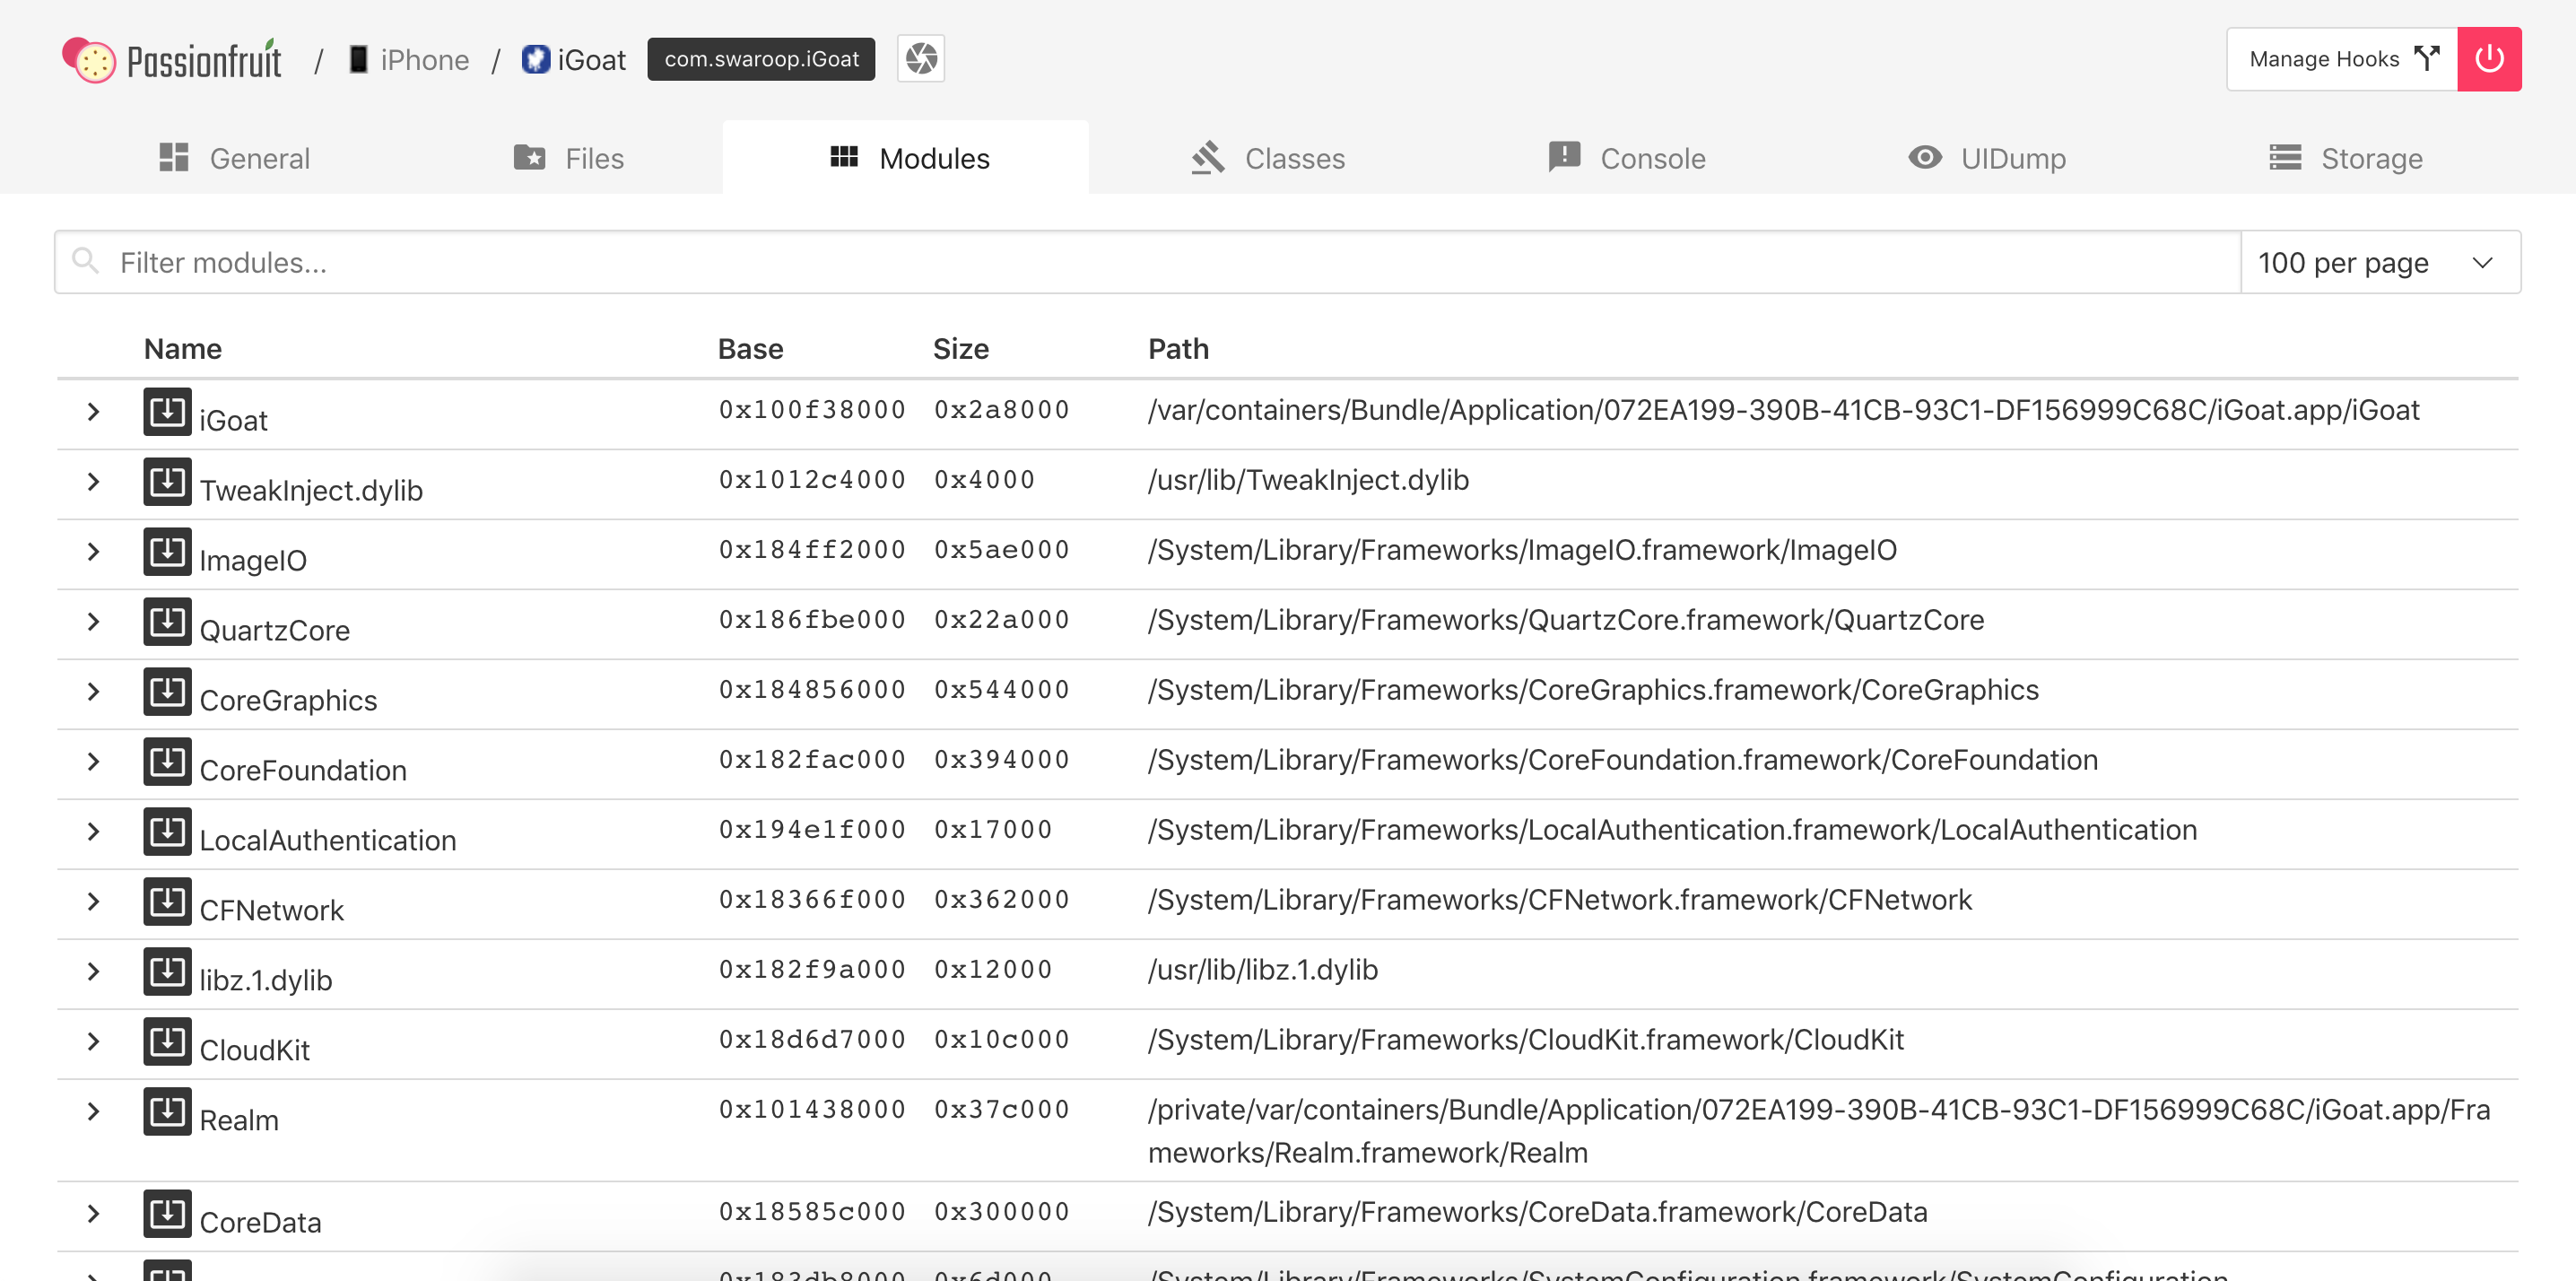 Passionfruit / iPhone / iGoat com.swaroop.iGoat Manage Hooks
General Files Modules Classes Console UIDump Storage
Filter modules... 100 per page
Name Base Size Path
iGoat 0x100f38000 0x2a8000 /var/containers/Bundle/Application/072EA199-390B-41CB-93C1-DF156999C68C/iGoat.app/iGoat
TweakInject.dylib 0x1012c4000 0x4000 /usr/lib/TweakInject.dylib
ImageIO 0x184ff2000 0x5ae000 /System/Library/Frameworks/ImageIO.framework/ImageIO
QuartzCore 0x186fbe000 0x22a000 /System/Library/Frameworks/QuartzCore.framework/QuartzCore
CoreGraphics 0x184856000 0x544000 /System/Library/Frameworks/CoreGraphics.framework/CoreGraphics
CoreFoundation 0x182fac000 0x394000 /System/Library/Frameworks/CoreFoundation.framework/CoreFoundation
LocalAuthentication 0x194e1f000 0x17000 /System/Library/Frameworks/LocalAuthentication.framework/LocalAuthentication
CFNetwork 0x18366f000 0x362000 /System/Library/Frameworks/CFNetwork.framework/CFNetwork
libz.1.dylib 0x182f9a000 0x12000 /usr/lib/libz.1.dylib
CloudKit 0x18d6d7000 0x10c000 /System/Library/Frameworks/CloudKit.framework/CloudKit
Realm 0x101438000 0x37c000 /private/var/containers/Bundle/Application/072EA199-390B-41CB-93C1-DF156999C68C/iGoat.app/Fra
meworks/Realm.framework/Realm
CoreData 0x18585c000 0x300000 /System/Library/Frameworks/CoreData.framework/CoreData
/System/Library/Frameworks/SystemConfiguration.framework/SystemConfiguration